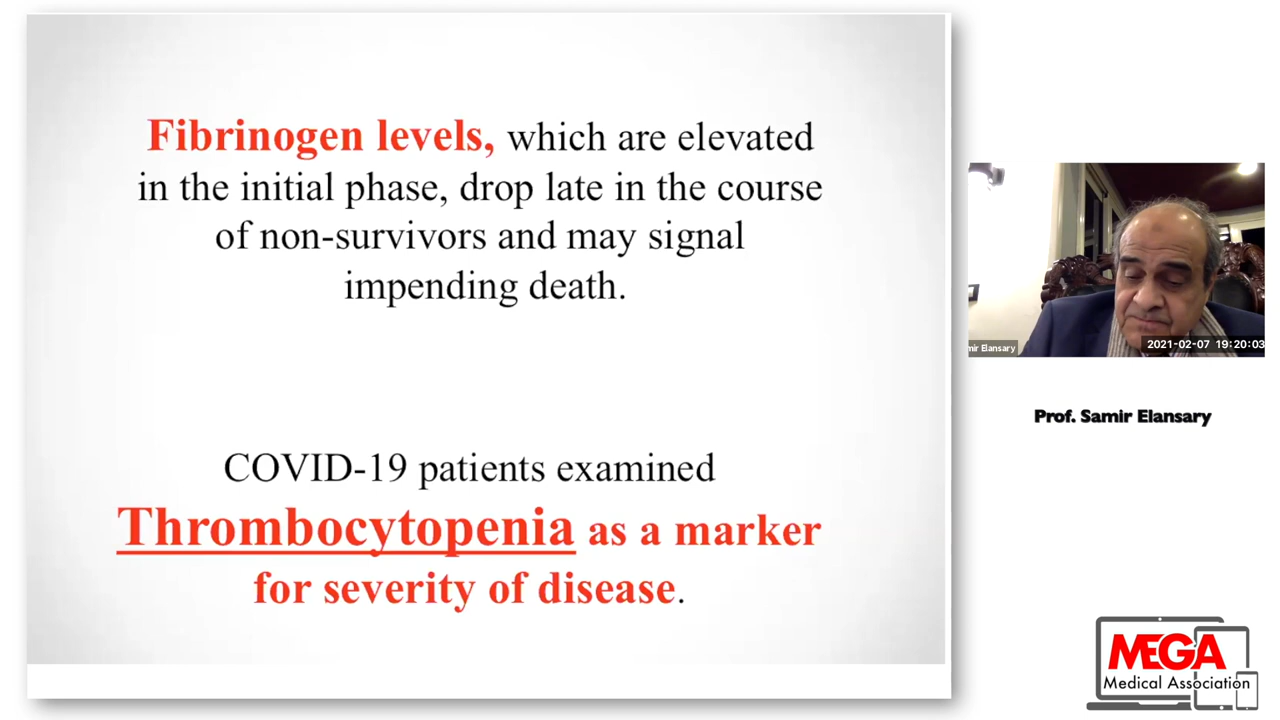 Fibrinogen levels, which are elevated
in the initial phase, drop late in the course
of non-survivors and may signal
impending death.
COVID-19 patients examined
Thrombocytopenia as a marker
for severity of disease.
mir Elansary
2021-02-07 19:20:03
Prof. Samir Elansary
MEGA
Medical Association